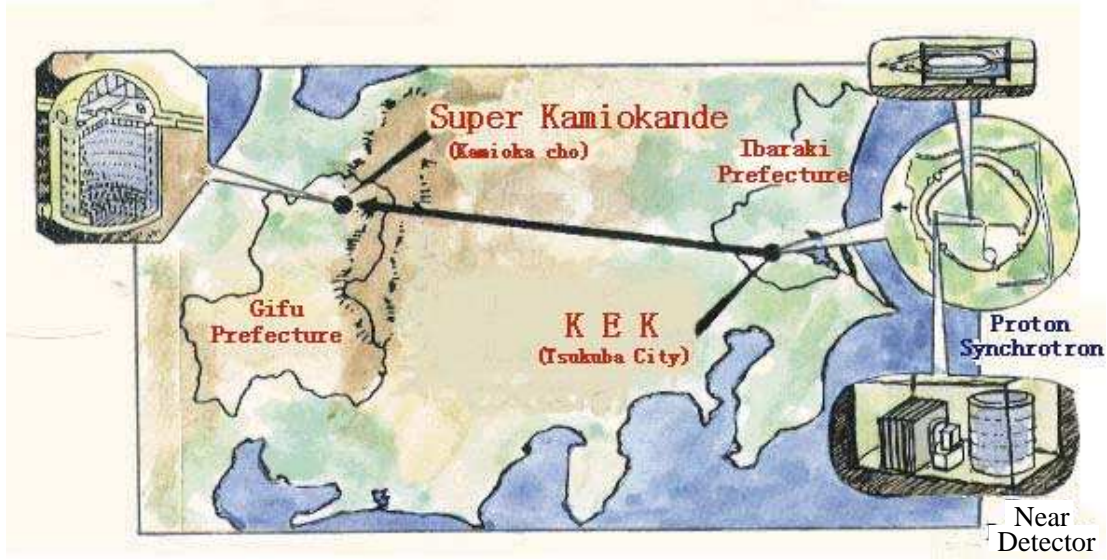 Super Kamiokande
(Kamioka cho)
Ibaraki
Prefecture
Gifu
Prefecture
K E K
(Tsukuba City)
Proton
Synchrotron
Near
Detector